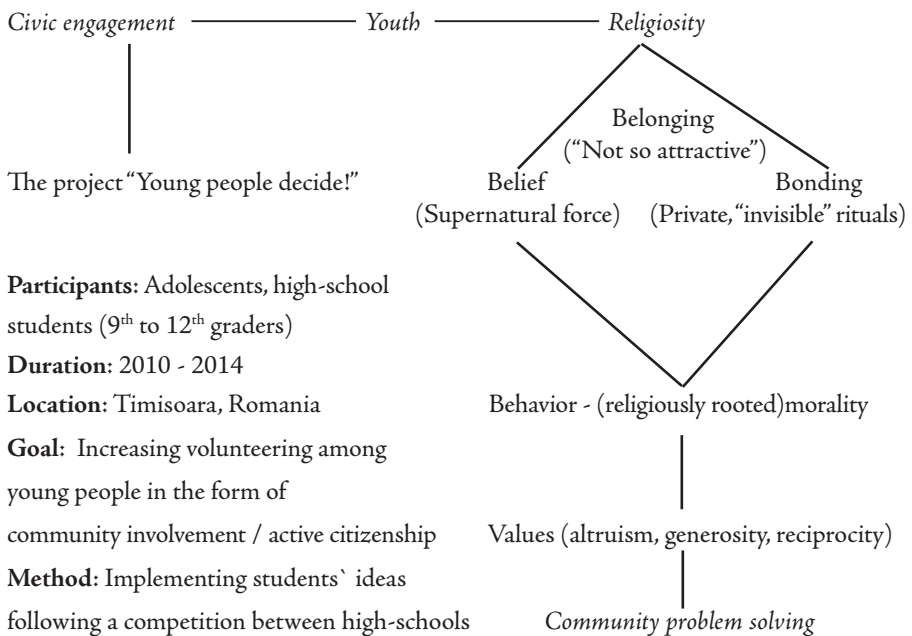 Civic engagement Youth Religiosity
Belonging
(“Not so attractive”)
The project “Young people decide!”
Belief
(Supernatural force)
Bonding
(Private, “invisible” rituals)
Participants: Adolescents, high-school
students (9th to 12th graders)
Duration: 2010 - 2014
Location: Timisoara, Romania
Goal: Increasing volunteering among
young people in the form of
community involvement / active citizenship
Method: Implementing students` ideas
following a competition between high-schools
Behavior - (religiously rooted)morality
Values (altruism, generosity, reciprocity)
Community problem solving